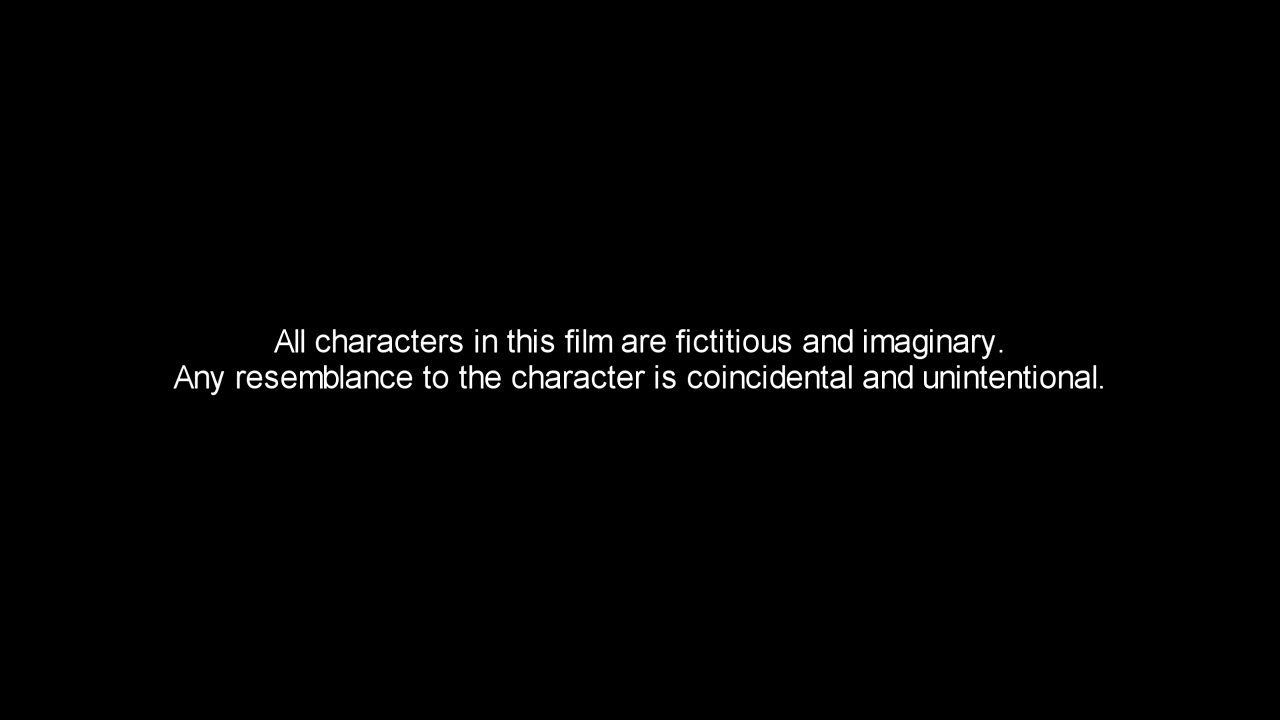 All characters in this film are fictitious and imaginary.
Any resemblance to the character is coincidental and unintentional.